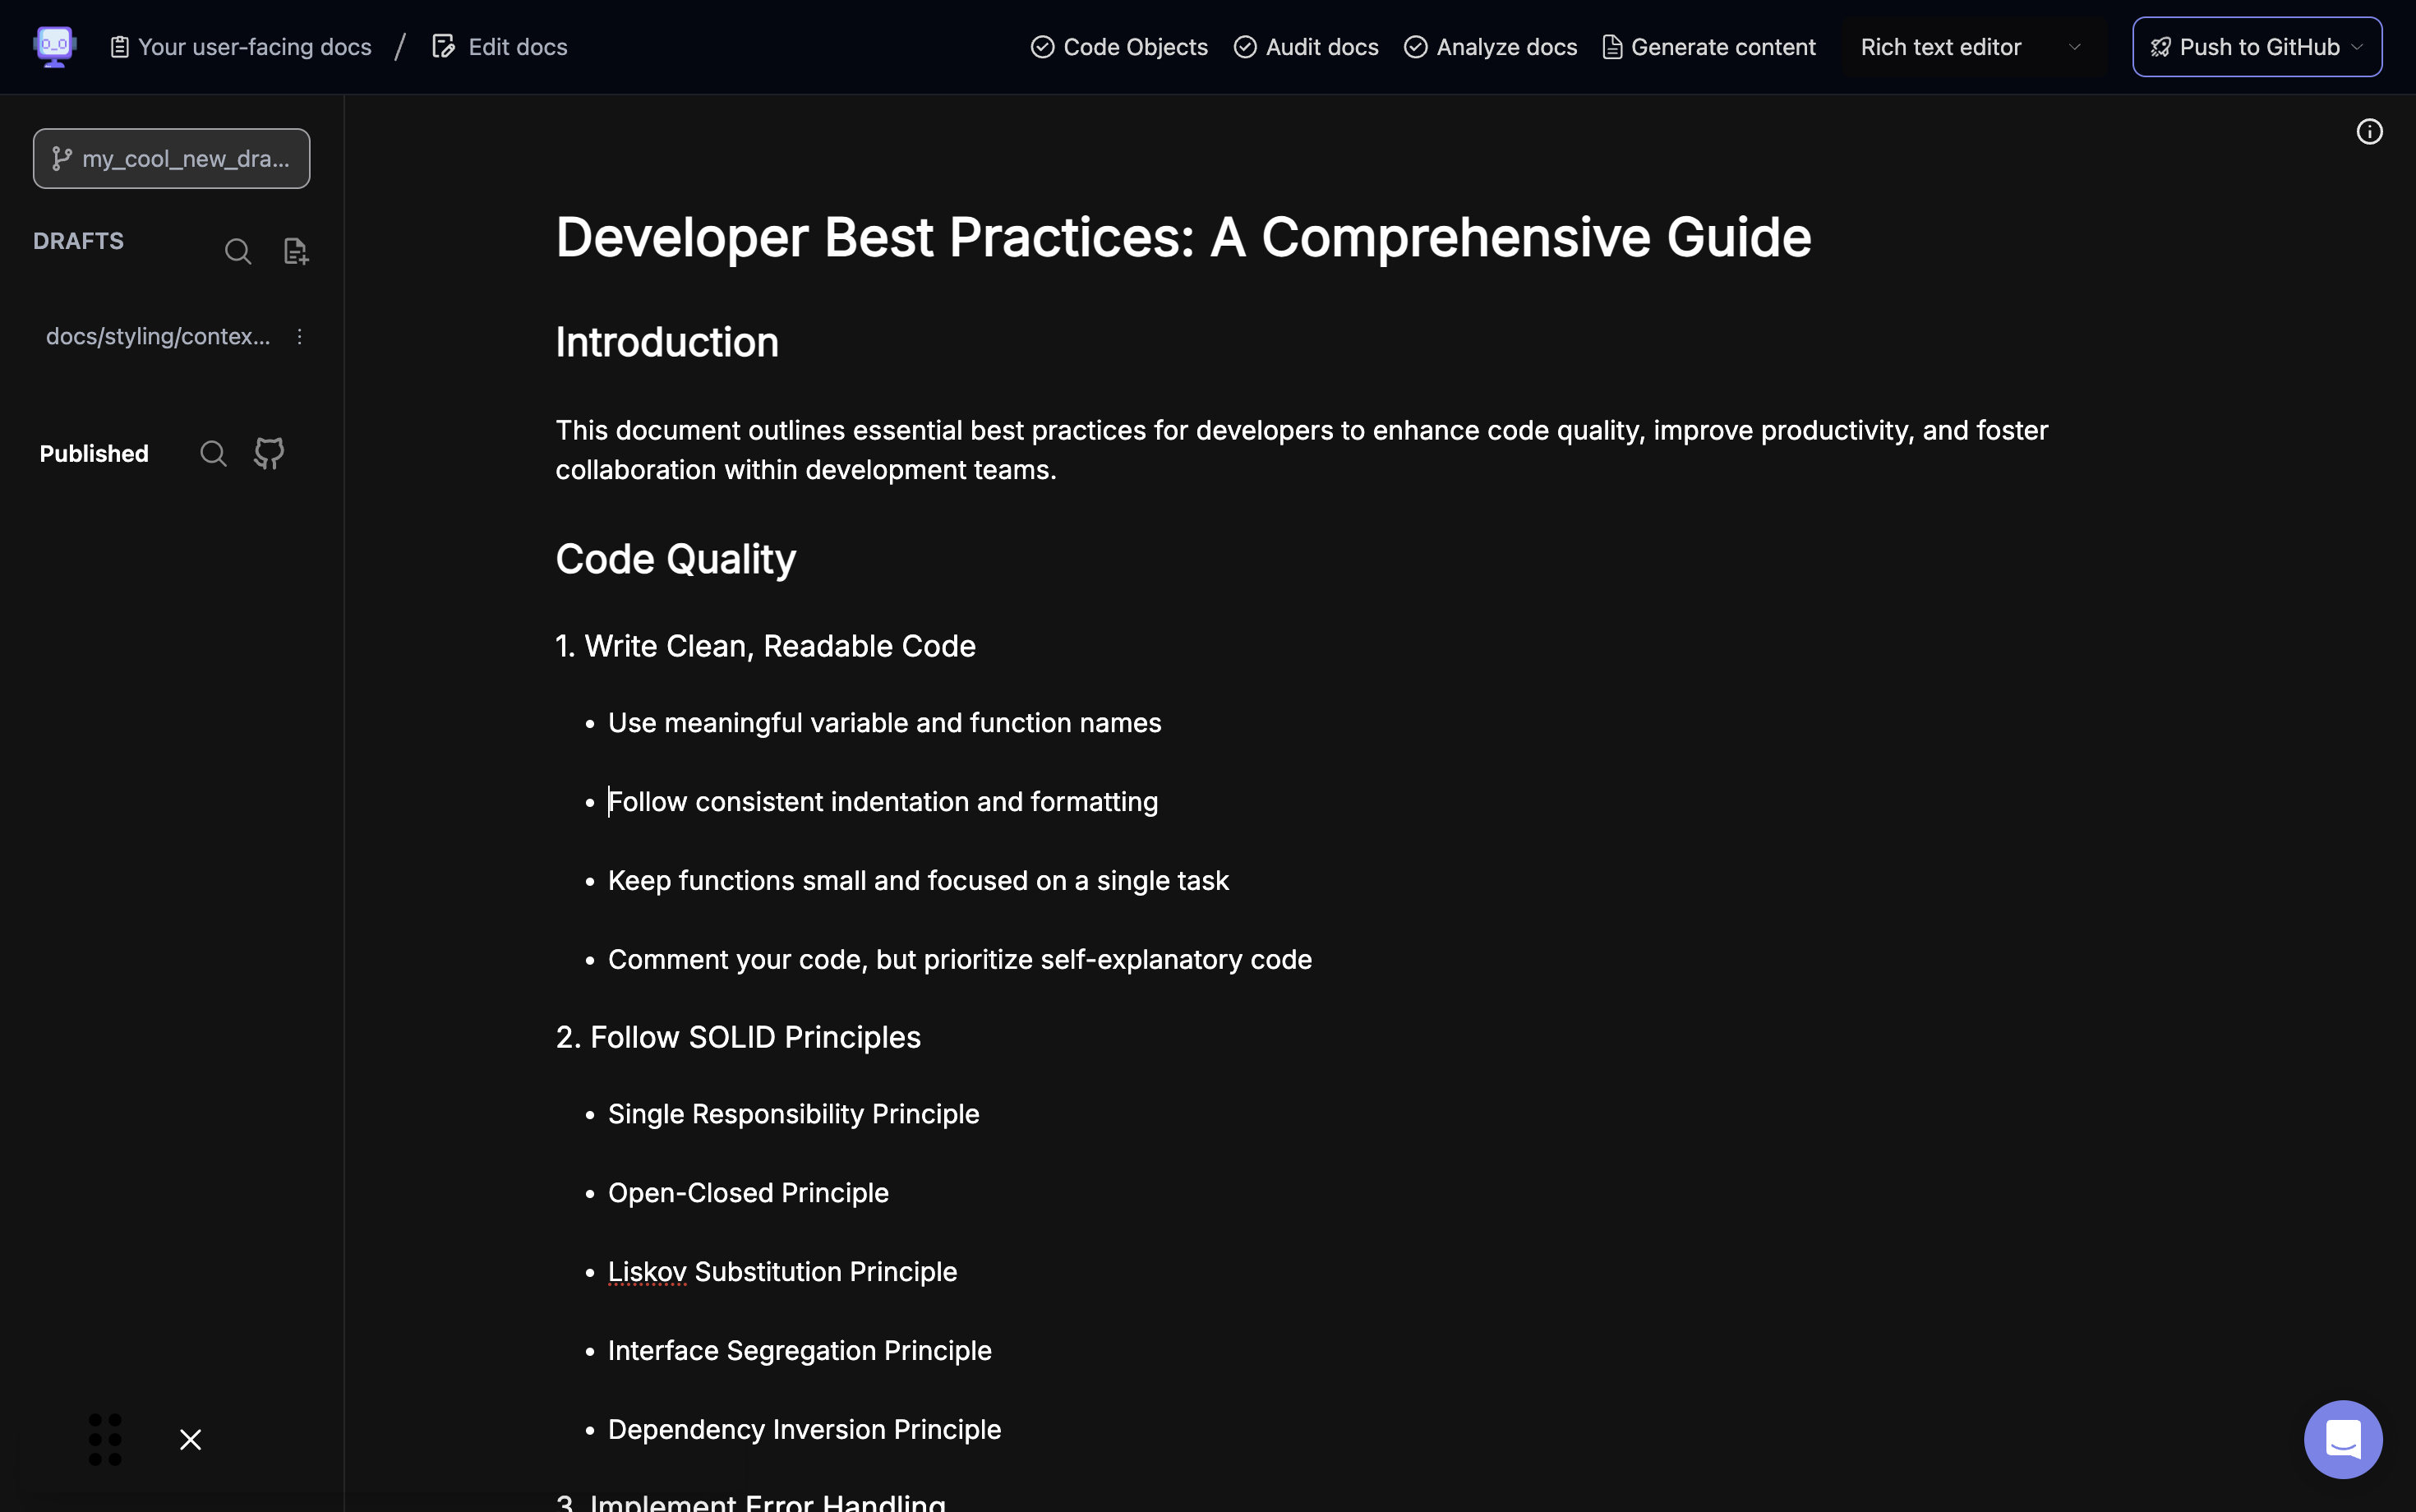 Your user-facing docs / Edit docs
Code Objects Audit docs Analyze docs Generate content Rich text editor Push to GitHub
my_cool_new_dra...
DRAFTS
docs/styling/contex...
Published
Developer Best Practices: A Comprehensive Guide
Introduction
This document outlines essential best practices for developers to enhance code quality, improve productivity, and foster
collaboration within development teams.
Code Quality
1. Write Clean, Readable Code
• Use meaningful variable and function names
• Follow consistent indentation and formatting
• Keep functions small and focused on a single task
• Comment your code, but prioritize self-explanatory code
2. Follow SOLID Principles
• Single Responsibility Principle
• Open-Closed Principle
• Liskov Substitution Principle
• Interface Segregation Principle
• Dependency Inversion Principle
3. Implement Error Handling